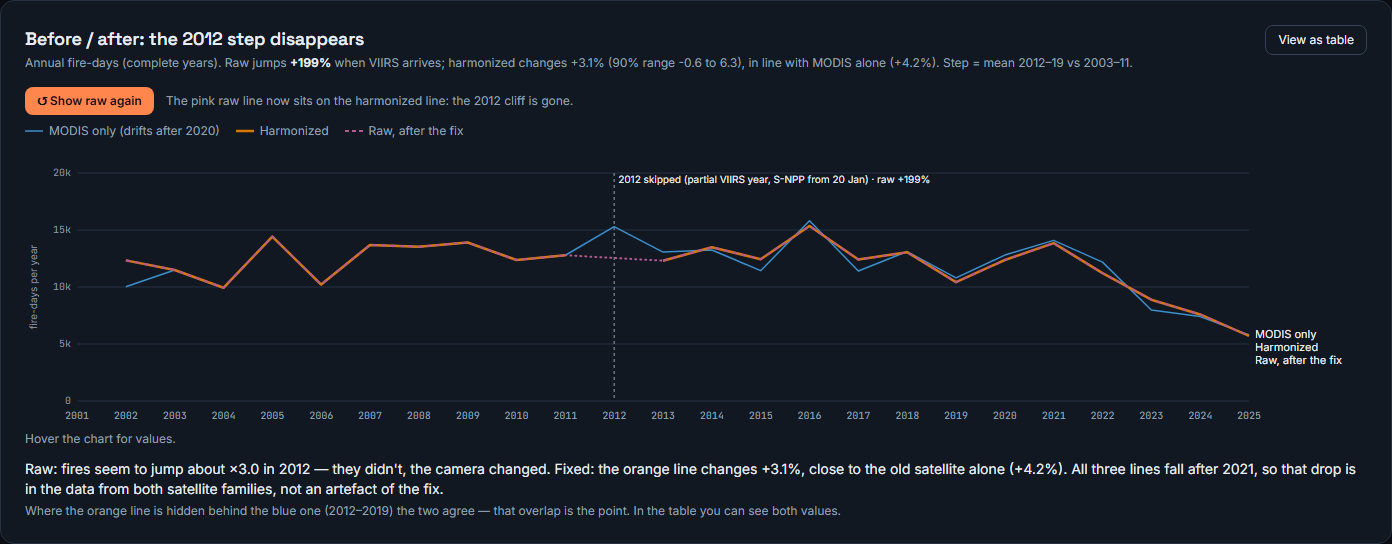 Before / after: the 2012 step disappears
View as table
Annual fire-days (complete years). Raw jumps +199% when VIIRS arrives; harmonized changes +3.1% (90% range -0.6 to 6.3), in line with MODIS alone (+4.2%). Step = mean 2012–19 vs 2003–11.
↺ Show raw again
The pink raw line now sits on the harmonized line: the 2012 cliff is gone.
MODIS only (drifts after 2020) Harmonized Raw, after the fix
20k
2012 skipped (partial VIIRS year, S-NPP from 20 Jan) · raw +199%
15k
10k
5k
0
fire-days per year
MODIS only
Harmonized
Raw, after the fix
2001 2002 2003 2004 2005 2006 2007 2008 2009 2010 2011 2012 2013 2014 2015 2016 2017 2018 2019 2020 2021 2022 2023 2024 2025
Hover the chart for values.
Raw: fires seem to jump about ×3.0 in 2012 — they didn't, the camera changed. Fixed: the orange line changes +3.1%, close to the old satellite alone (+4.2%). All three lines fall after 2021, so that drop is
in the data from both satellite families, not an artefact of the fix.
Where the orange line is hidden behind the blue one (2012–2019) the two agree — that overlap is the point. In the table you can see both values.